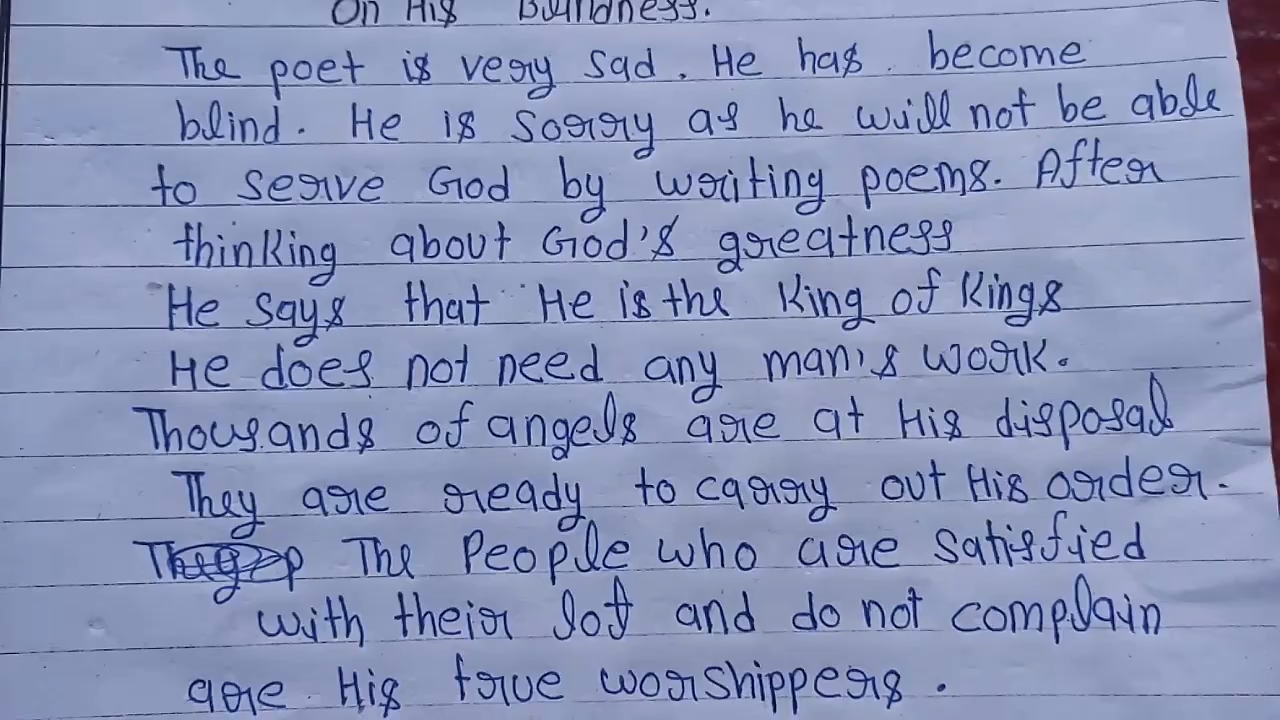 On His Blindness.
The poet is very sad. He has become
blind. He is sorry as he will not be able
to serve God by writing poems. After
thinking about God's greatness
He says that He is the King of Kings
He does not need any man's work.
Thousands of angels are at His disposal
They are ready to carry out His order.
The People who are satisfied
with their lot and do not complain
are His true worshippers.